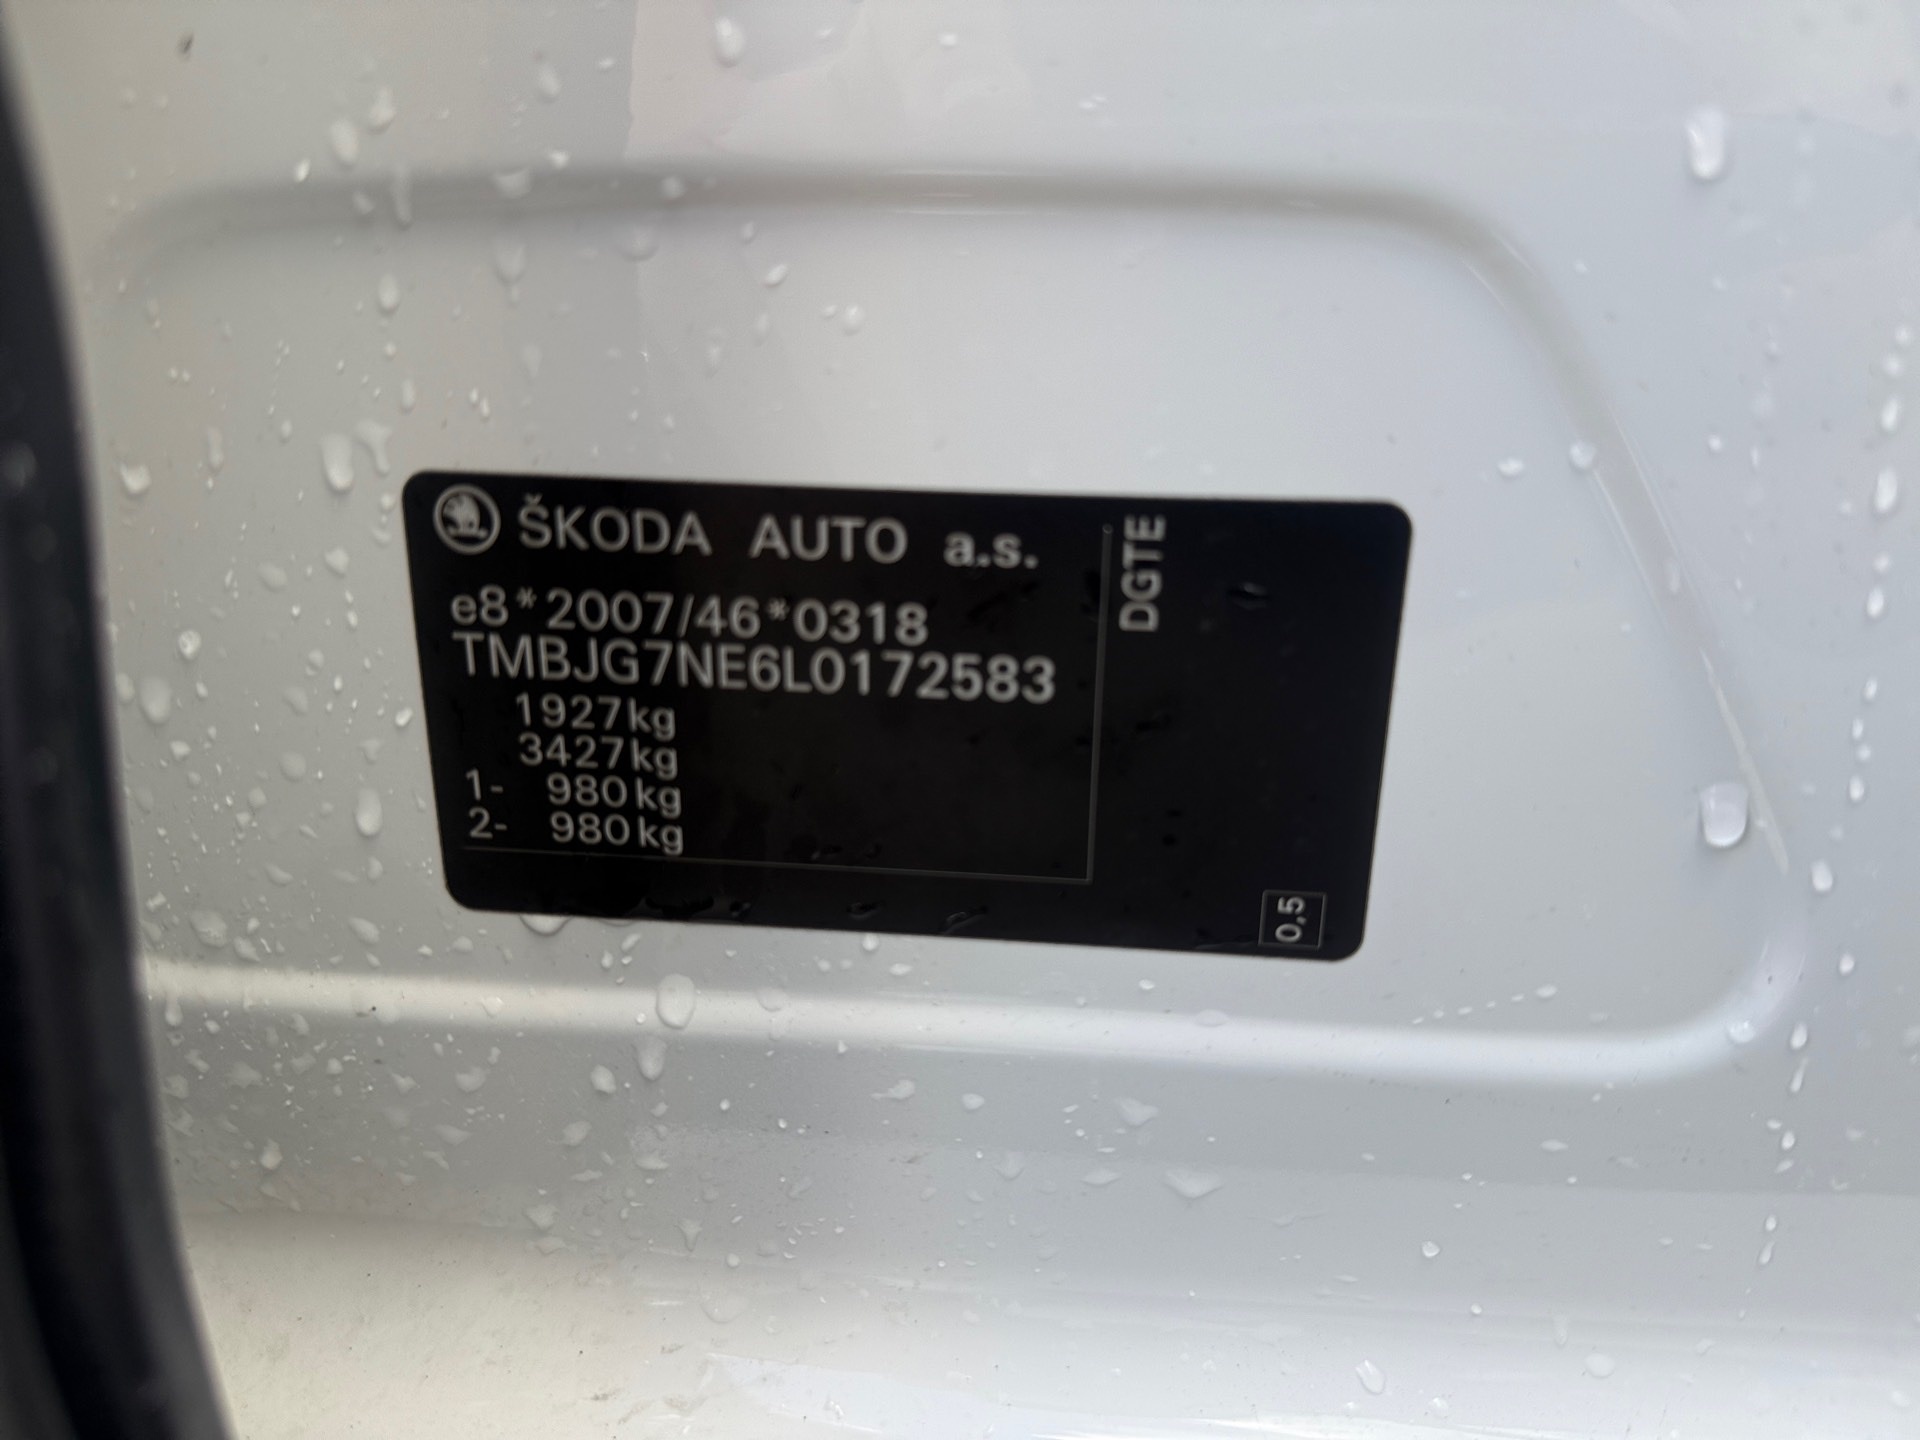 ŠKODA AUTO a.s.
e8*2007/46*0318
TMBJG7NE6L0172583
1927kg
3427kg
1- 980kg
2- 980kg
DGTE
0,5